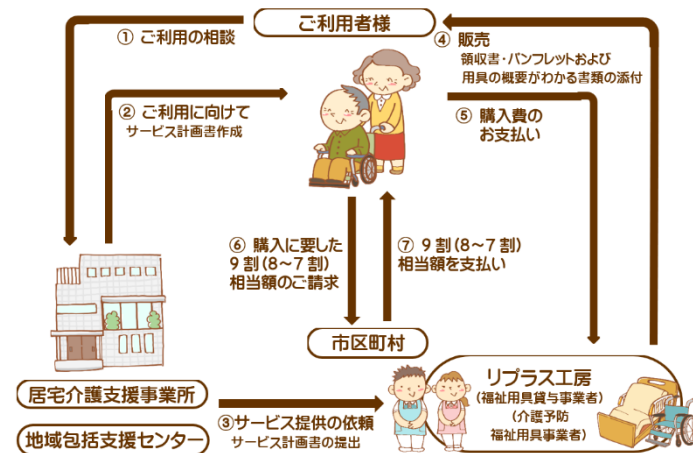 ご利用者様
① ご利用の相談
④ 販売
領収書・パンフレットおよび
用具の概要がわかる書類の添付
② ご利用に向けて
サービス計画書作成
⑤ 購入費の
お支払い
⑥ 購入に要した
9割(8〜7割)
相当額のご請求
⑦ 9割(8〜7割)
相当額を支払い
市区町村
居宅介護支援事業所
地域包括支援センター
③サービス提供の依頼
サービス計画書の提出
リプラス工房
(福祉用具貸与事業者)
(介護予防
福祉用具事業者)